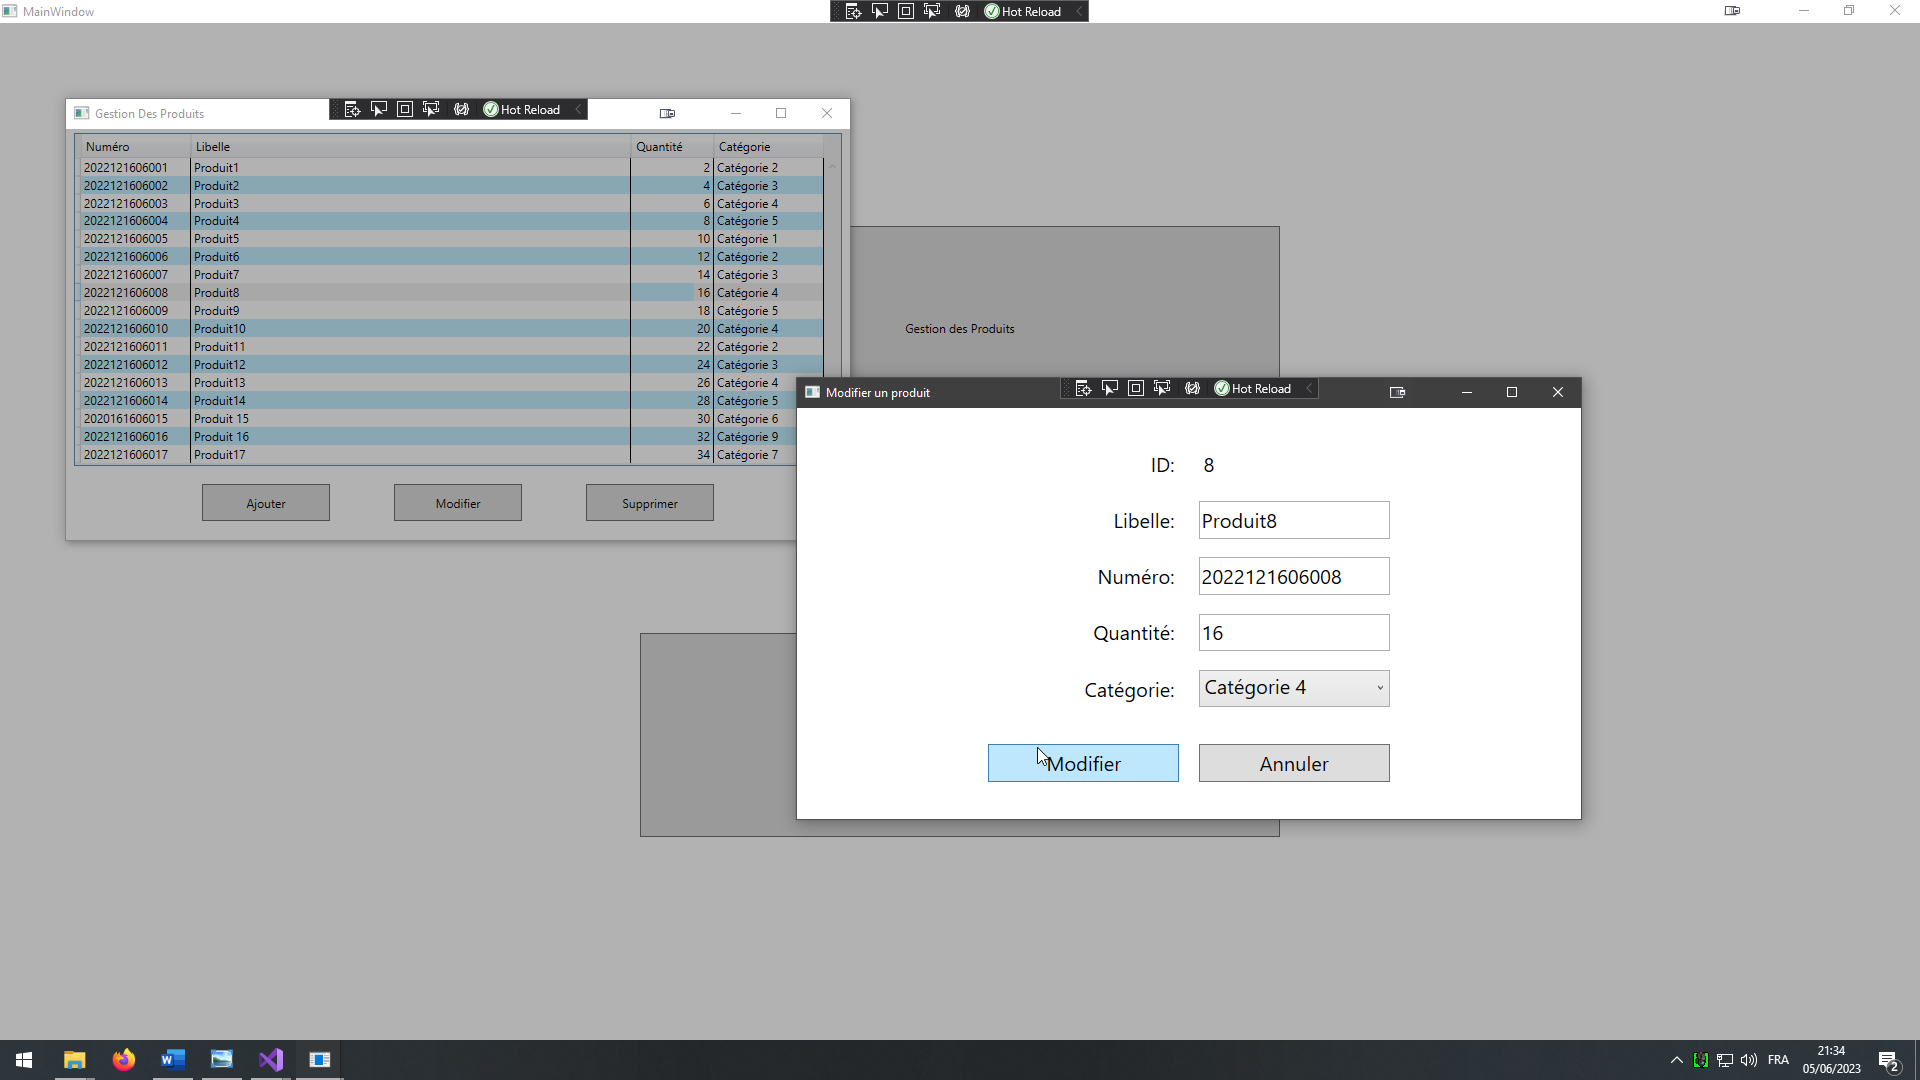 MainWindow
Hot Reload
Gestion Des Produits
Hot Reload
Numéro Libelle Quantité Catégorie
2022121606001 Produit1 2 Catégorie 2
2022121606002 Produit2 4 Catégorie 3
2022121606003 Produit3 6 Catégorie 4
2022121606004 Produit4 8 Catégorie 5
2022121606005 Produit5 10 Catégorie 1
2022121606006 Produit6 12 Catégorie 2
2022121606007 Produit7 14 Catégorie 3
2022121606008 Produit8 16 Catégorie 4
2022121606009 Produit9 18 Catégorie 5
2022121606010 Produit10 20 Catégorie 4
2022121606011 Produit11 22 Catégorie 2
2022121606012 Produit12 24 Catégorie 3
2022121606013 Produit13 26 Catégorie 4
2022121606014 Produit14 28 Catégorie 5
2020161606015 Produit 15 30 Catégorie 6
2022121606016 Produit 16 32 Catégorie 9
2022121606017 Produit17 34 Catégorie 7
Ajouter Modifier Supprimer
Gestion des Produits
Modifier un produit
Hot Reload
ID: 8
Libelle: Produit8
Numéro: 2022121606008
Quantité: 16
Catégorie: Catégorie 4
Modifier Annuler
FRA
21:34
05/06/2023
2